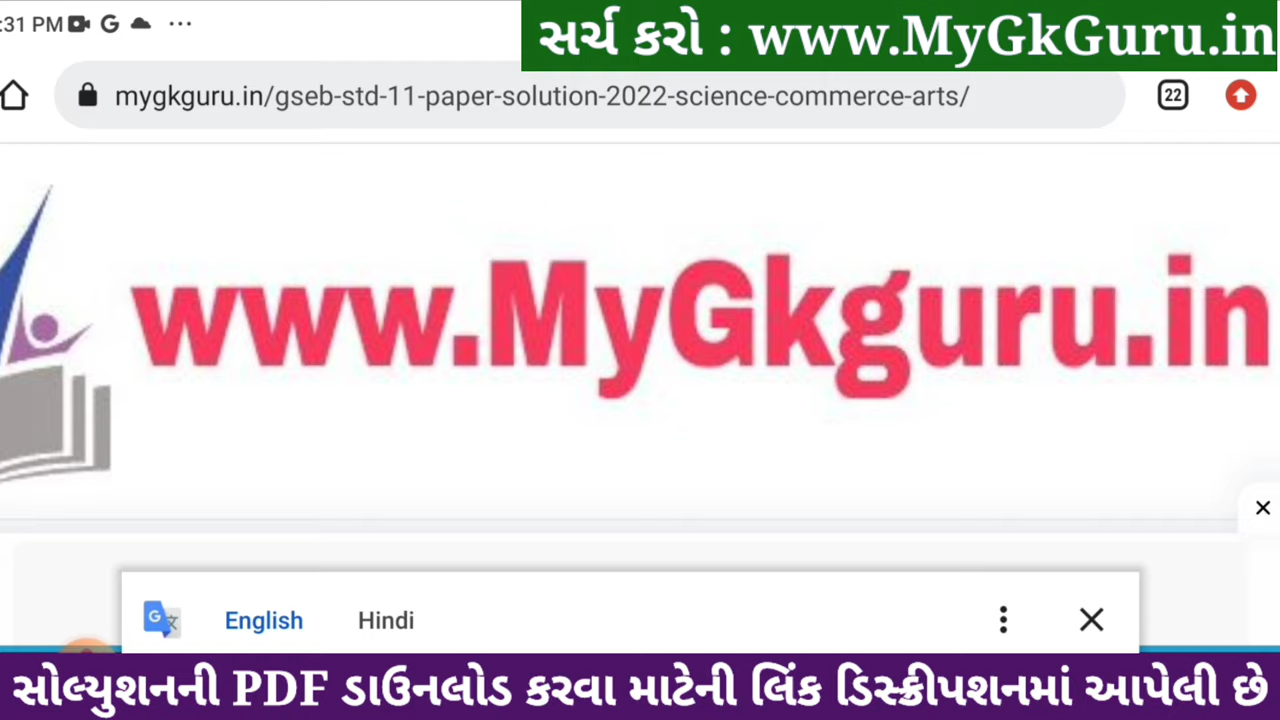 :31 PM G ...
સર્ચ કરો : www.MyGkGuru.in
mygkguru.in/gseb-std-11-paper-solution-2022-science-commerce-arts/
22
www.MyGkguru.in
G 文 English Hindi
સોલ્યુશનની PDF ડાઉનલોડ કરવા માટેની લિંક ડિસ્ક્રીપશનમાં આપેલી છે